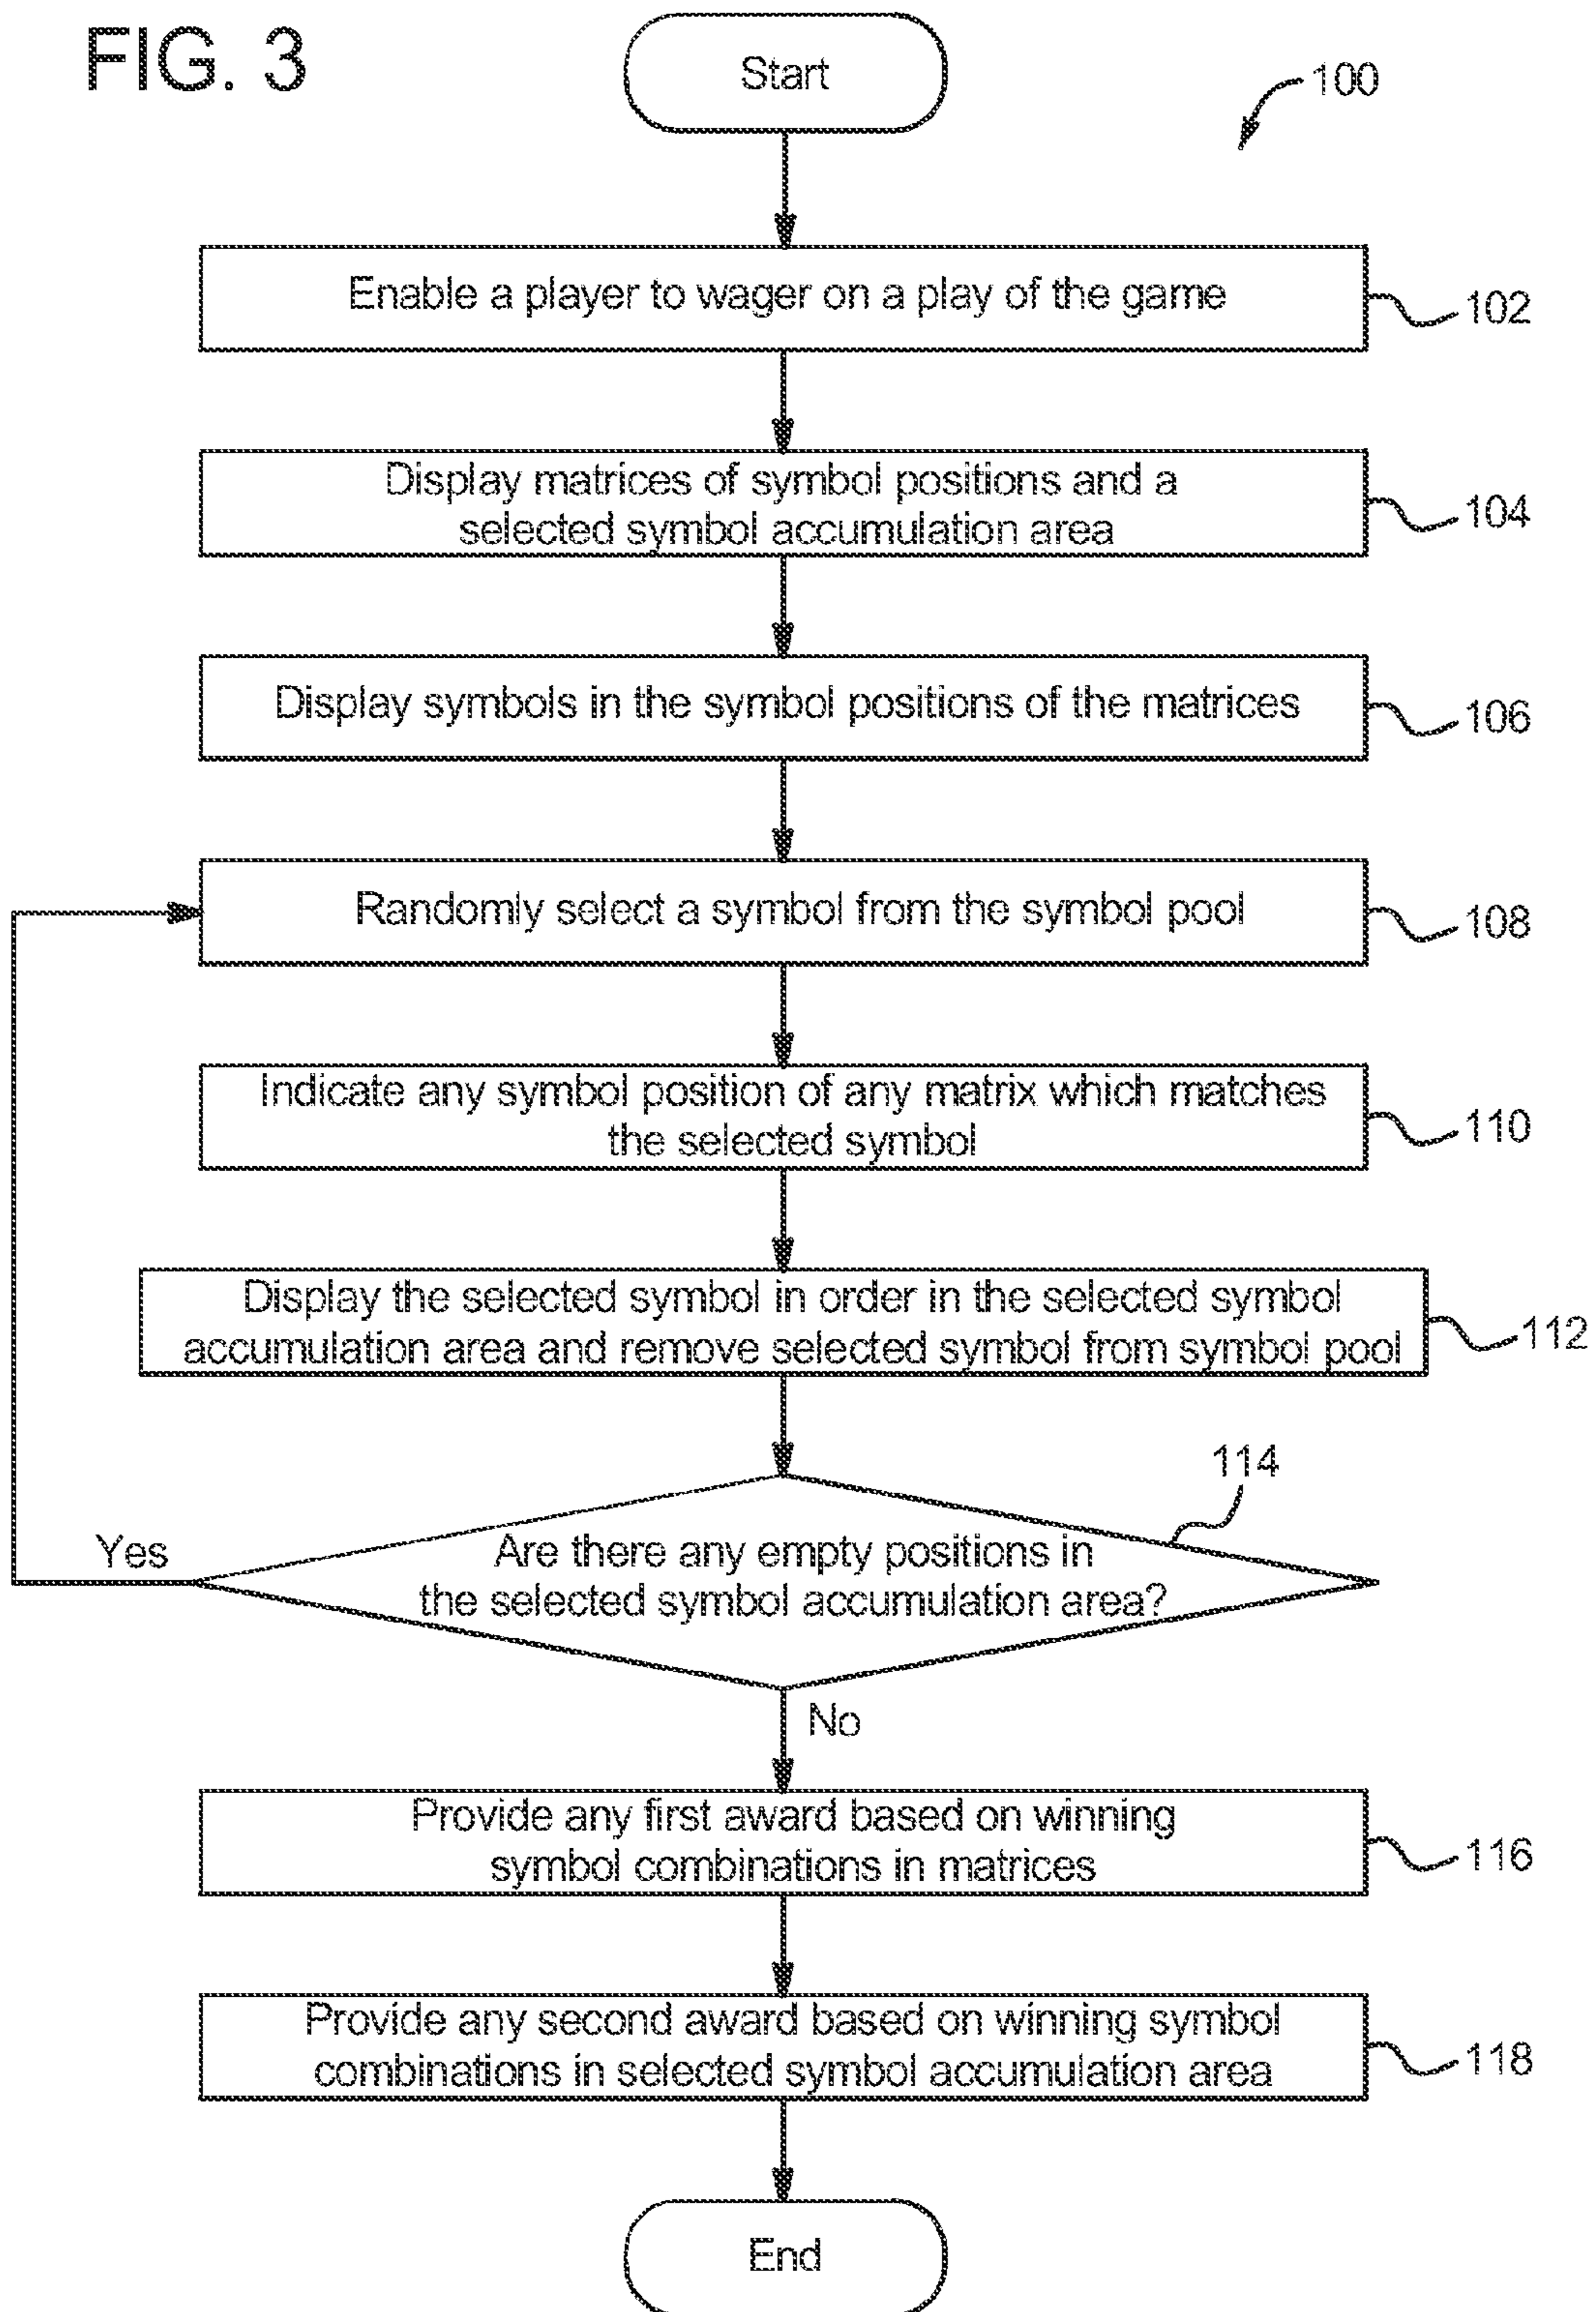 FIG. 3
Start
100
Enable a player to wager on a play of the game
102
Display matrices of symbol positions and a
selected symbol accumulation area
104
Display symbols in the symbol positions of the matrices
106
Randomly select a symbol from the symbol pool
108
Indicate any symbol position of any matrix which matches
the selected symbol
110
Display the selected symbol in order in the selected symbol
accumulation area and remove selected symbol from symbol pool
112
114
Yes
Are there any empty positions in
the selected symbol accumulation area?
No
Provide any first award based on winning
symbol combinations in matrices
116
Provide any second award based on winning symbol
combinations in selected symbol accumulation area
118
End